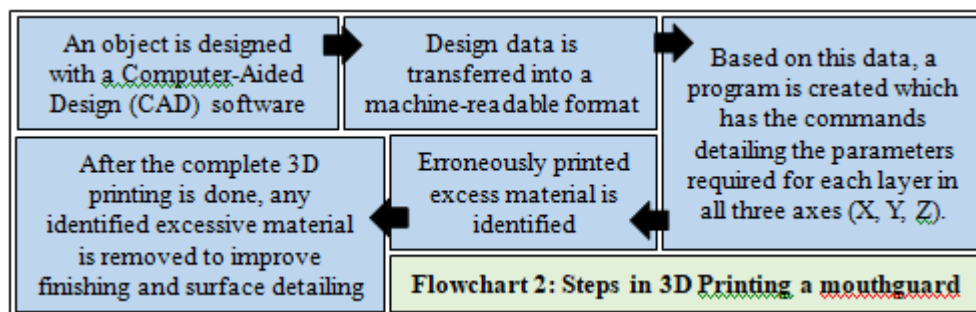 An object is designed
with a Computer-Aided
Design (CAD) software
Design data is
transferred into a
machine-readable format
Based on this data, a
program is created which
has the commands
detailing the parameters
required for each layer in
all three axes (X, Y, Z).
Erroneously printed
excess material is
identified
After the complete 3D
printing is done, any
identified excessive material
is removed to improve
finishing and surface detailing
Flowchart 2: Steps in 3D Printing a mouthguard